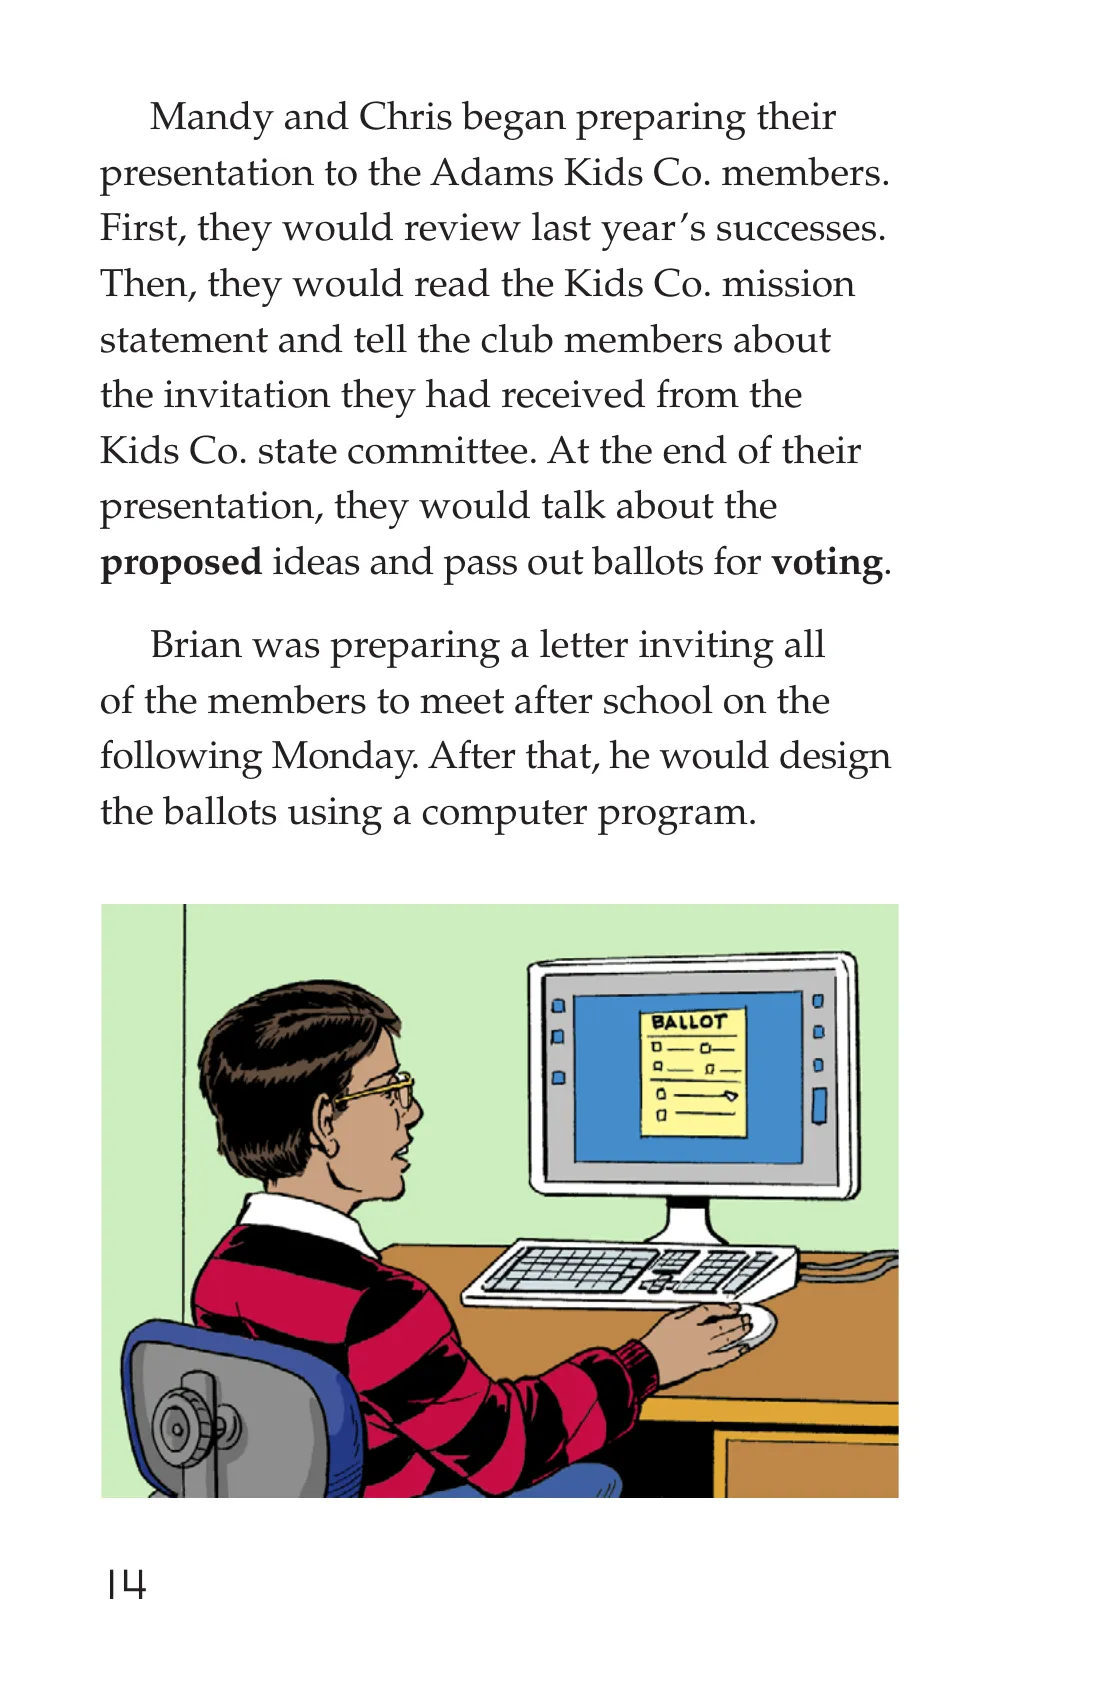 Mandy and Chris began preparing their
presentation to the Adams Kids Co. members.
First, they would review last year’s successes.
Then, they would read the Kids Co. mission
statement and tell the club members about
the invitation they had received from the
Kids Co. state committee. At the end of their
presentation, they would talk about the
proposed ideas and pass out ballots for voting.
Brian was preparing a letter inviting all
of the members to meet after school on the
following Monday. After that, he would design
the ballots using a computer program.
BALLOT
14